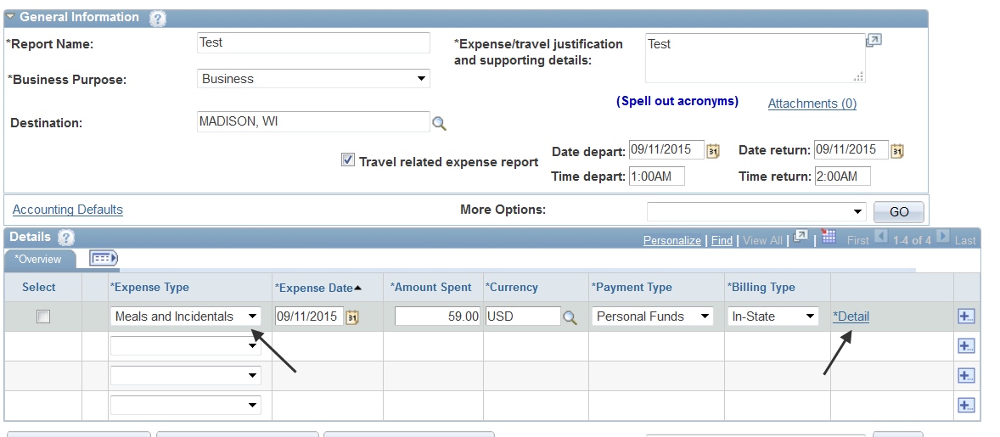 General Information ?
*Report Name: Test *Expense/travel justification and supporting details: Test
*Business Purpose: Business
(Spell out acronyms) Attachments (0)
Destination: MADISON, WI
Travel related expense report Date depart: 09/11/2015 31 Date return: 09/11/2015 31
Time depart: 1:00AM Time return: 2:00AM
Accounting Defaults More Options: GO
Details ? Personalize | Find | View All | | First 1-4 of 4 Last
*Overview
Select *Expense Type *Expense Date *Amount Spent *Currency *Payment Type *Billing Type
Meals and Incidentals 09/11/2015 31 59.00 USD Personal Funds In-State *Detail